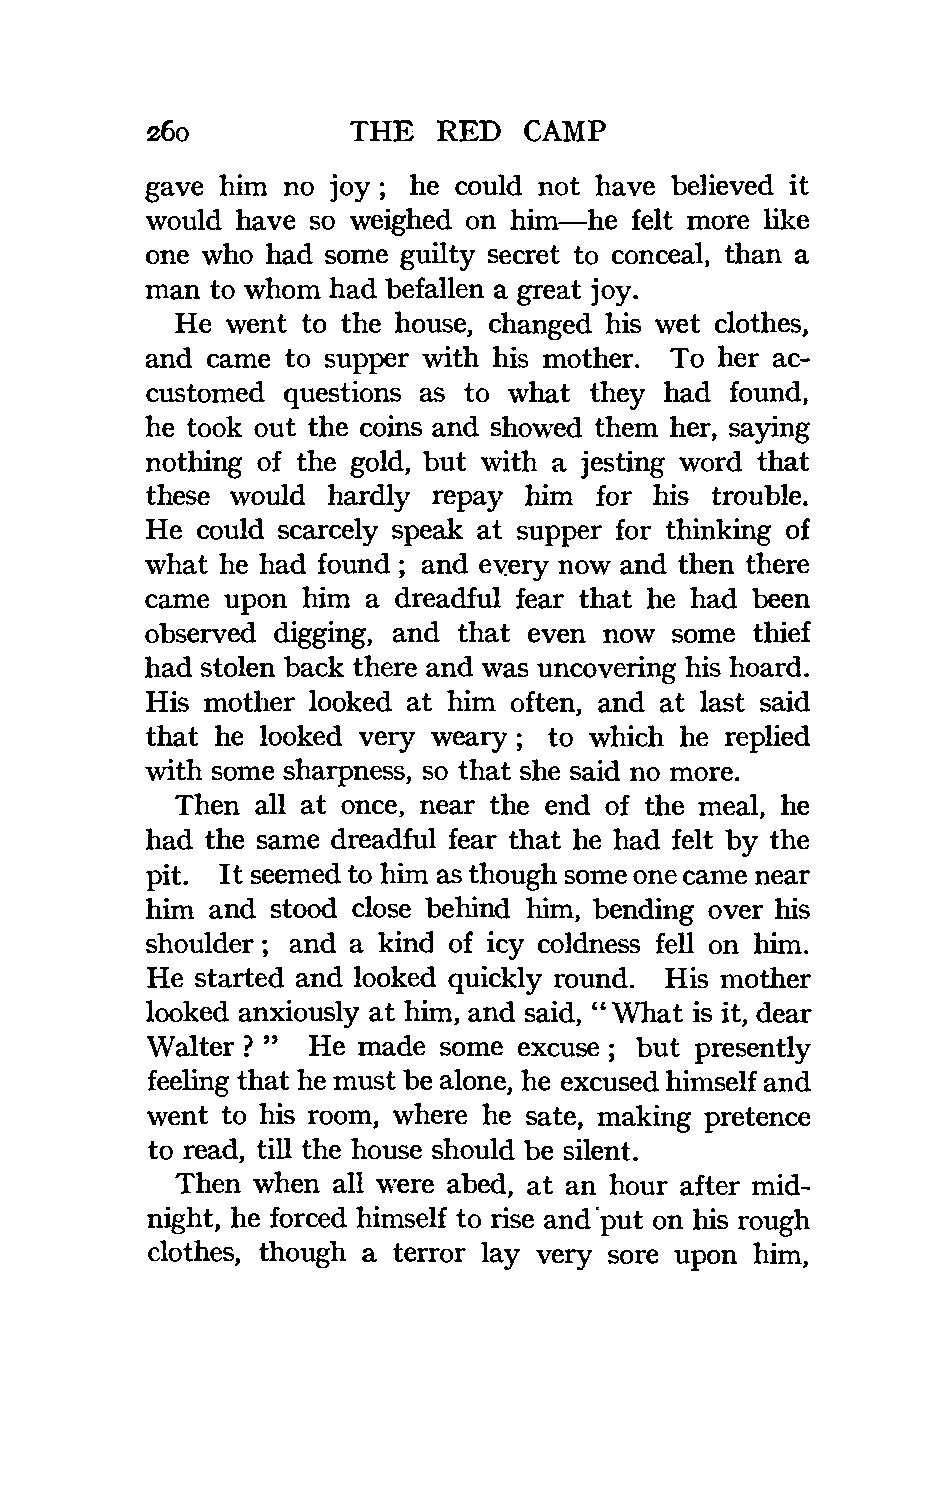 260 THE RED CAMP
gave him no joy ; he could not have believed it
would have so weighed on him—he felt more like
one who had some guilty secret to conceal, than a
man to whom had befallen a great joy.
He went to the house, changed his wet clothes,
and came to supper with his mother. To her ac-
customed questions as to what they had found,
he took out the coins and showed them her, saying
nothing of the gold, but with a jesting word that
these would hardly repay him for his trouble.
He could scarcely speak at supper for thinking of
what he had found ; and every now and then there
came upon him a dreadful fear that he had been
observed digging, and that even now some thief
had stolen back there and was uncovering his hoard.
His mother looked at him often, and at last said
that he looked very weary ; to which he replied
with some sharpness, so that she said no more.
Then all at once, near the end of the meal, he
had the same dreadful fear that he had felt by the
pit. It seemed to him as though some one came near
him and stood close behind him, bending over his
shoulder ; and a kind of icy coldness fell on him.
He started and looked quickly round. His mother
looked anxiously at him, and said, “ What is it, dear
Walter ? ” He made some excuse ; but presently
feeling that he must be alone, he excused himself and
went to his room, where he sate, making pretence
to read, till the house should be silent.
Then when all were abed, at an hour after mid-
night, he forced himself to rise and put on his rough
clothes, though a terror lay very sore upon him,